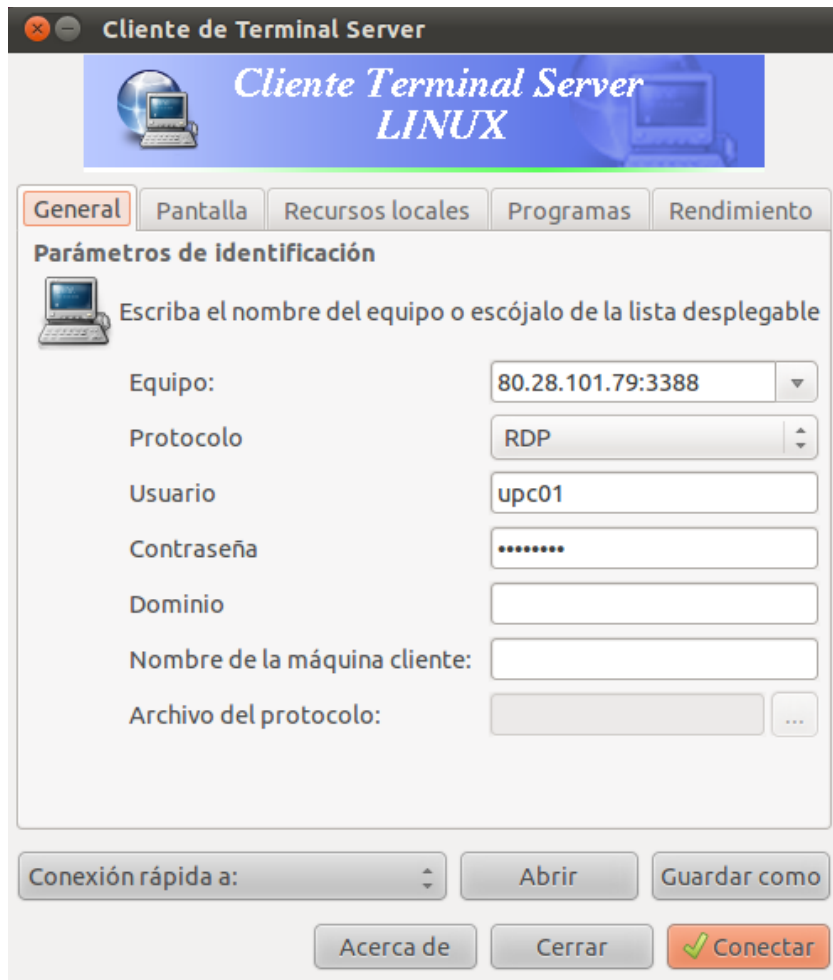 Cliente de Terminal Server
Cliente Terminal Server
LINUX
General Pantalla Recursos locales Programas Rendimiento
Parámetros de identificación
Escriba el nombre del equipo o escójalo de la lista desplegable
Equipo: 80.28.101.79:3388
Protocolo RDP
Usuario upc01
Contraseña ••••••••
Dominio
Nombre de la máquina cliente:
Archivo del protocolo: ...
Conexión rápida a: Abrir Guardar como
Acerca de Cerrar Conectar